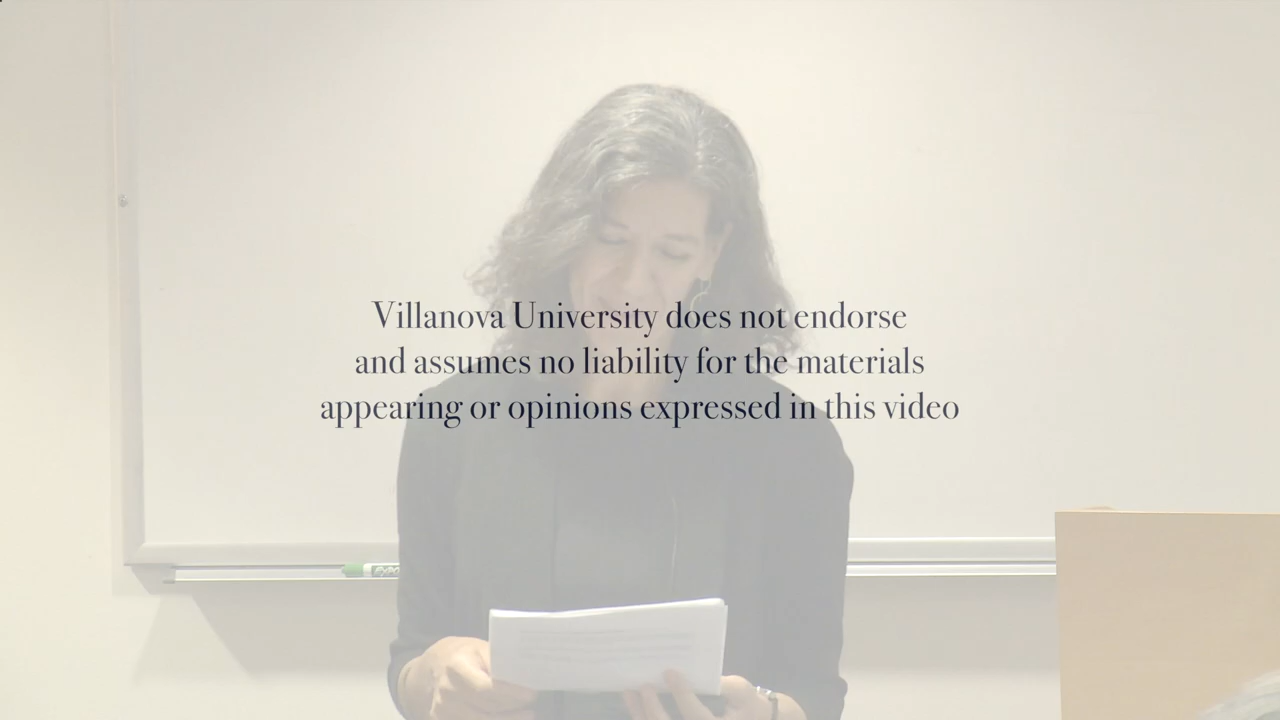 Villanova University does not endorse
and assumes no liability for the materials
appearing or opinions expressed in this video
EXPO